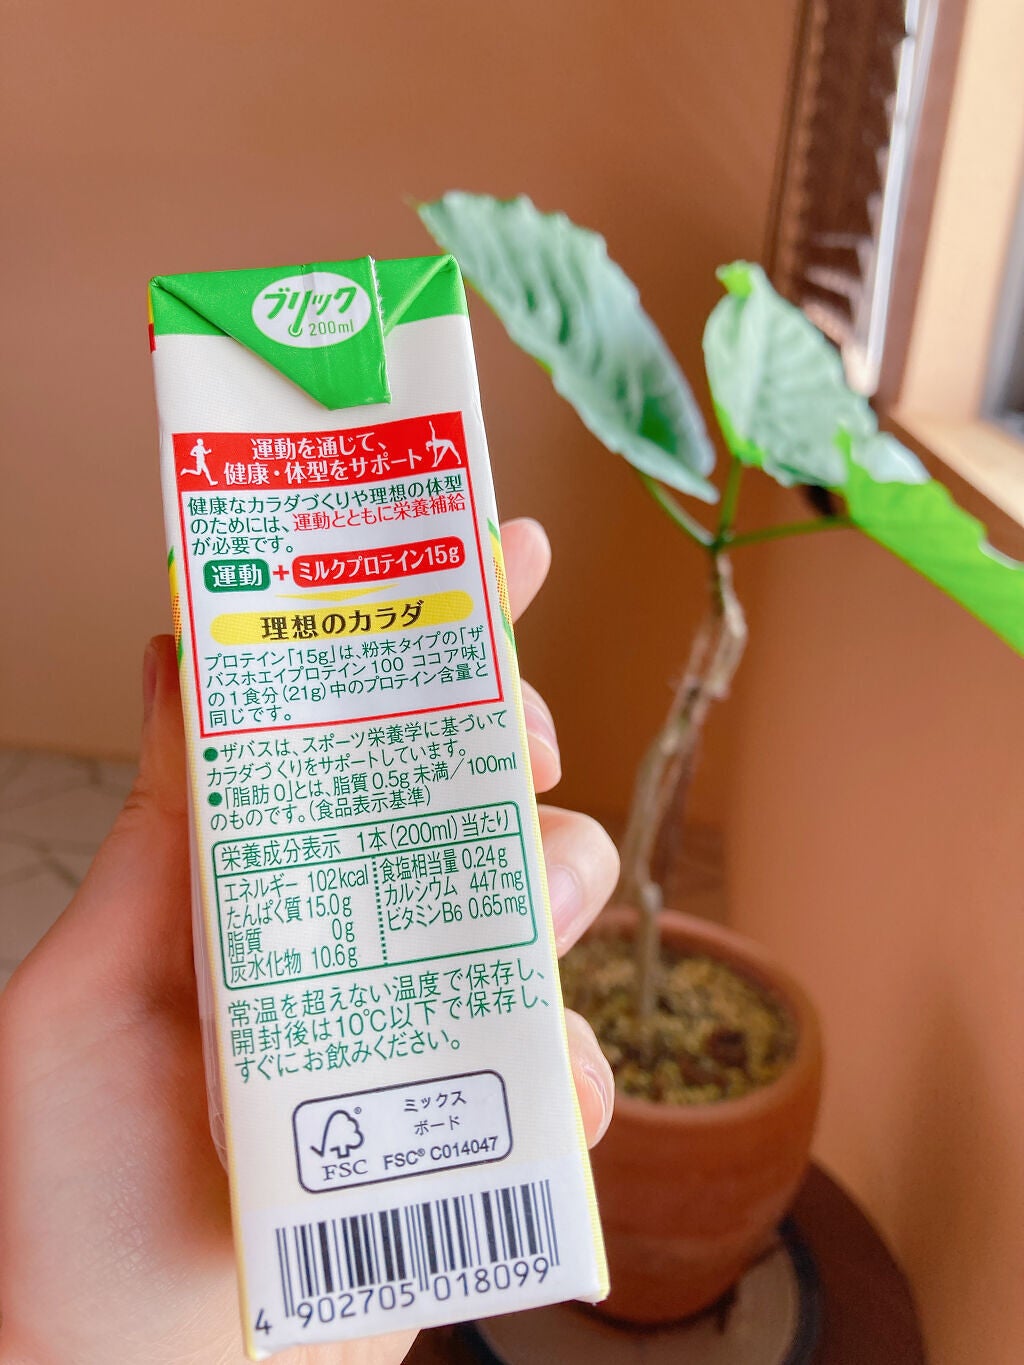 ブリック
200ml
運動を通じて、
健康・体型をサポート
健康なカラダづくりや理想の体型
のためには、運動とともに栄養補給
が必要です。
運動+ミルクプロテイン15g
理想のカラダ
プロテイン「15g」は、粉末タイプの「ザ
バスホエイプロテイン100 ココア味」
の1食分(21g)中のプロテイン含量と
同じです。
●ザバスは、スポーツ栄養学に基づいて
カラダづくりをサポートしています。
●「脂肪0」とは、脂質0.5g未満/100ml
のものです。(食品表示基準)
栄養成分表示 1本(200ml)当たり
エネルギー 102kcal
たんぱく質 15.0g
脂質 0g
炭水化物 10.6g
食塩相当量 0.24g
カルシウム 447mg
ビタミンB6 0.65mg
常温を超えない温度で保存し、
開封後は10℃以下で保存し、
すぐにお飲みください。
FSC®
ミックス
ボード
FSC® C014047
4 902705 018099